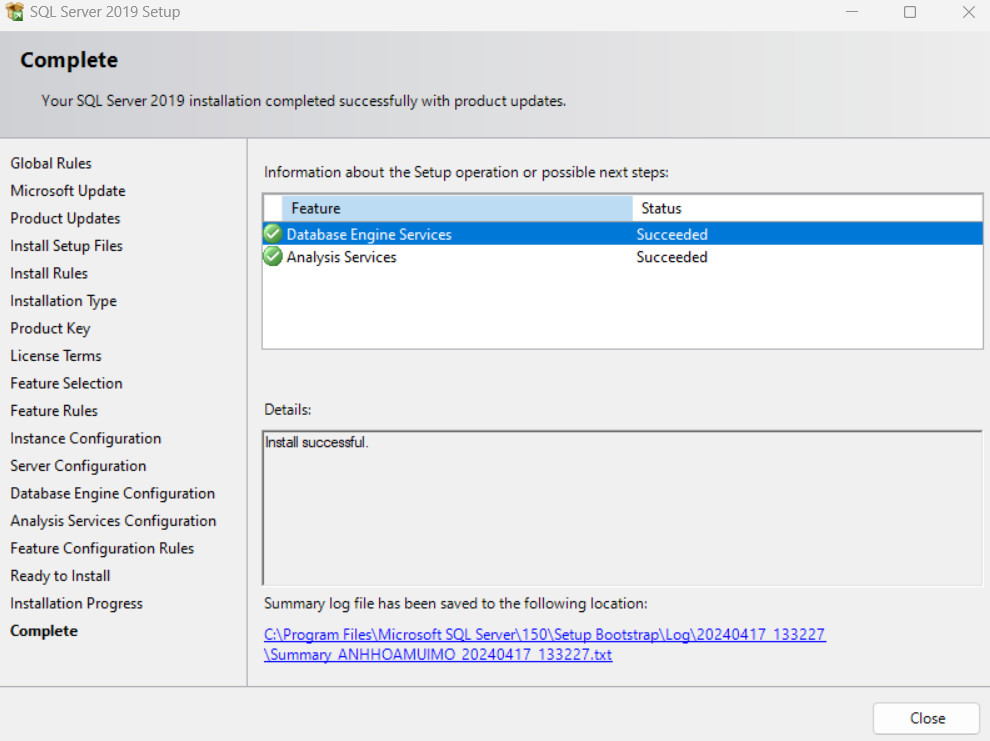 SQL Server 2019 Setup
Complete
Your SQL Server 2019 installation completed successfully with product updates.
Global Rules
Microsoft Update
Product Updates
Install Setup Files
Install Rules
Installation Type
Product Key
License Terms
Feature Selection
Feature Rules
Instance Configuration
Server Configuration
Database Engine Configuration
Analysis Services Configuration
Feature Configuration Rules
Ready to Install
Installation Progress
Complete
Information about the Setup operation or possible next steps:
Feature Status
Database Engine Services Succeeded
Analysis Services Succeeded
Details:
Install successful.
Summary log file has been saved to the following location:
C:\Program Files\Microsoft SQL Server\150\Setup Bootstrap\Log\20240417_133227
\Summary_ANHHOAMUIMO_20240417_133227.txt
Close